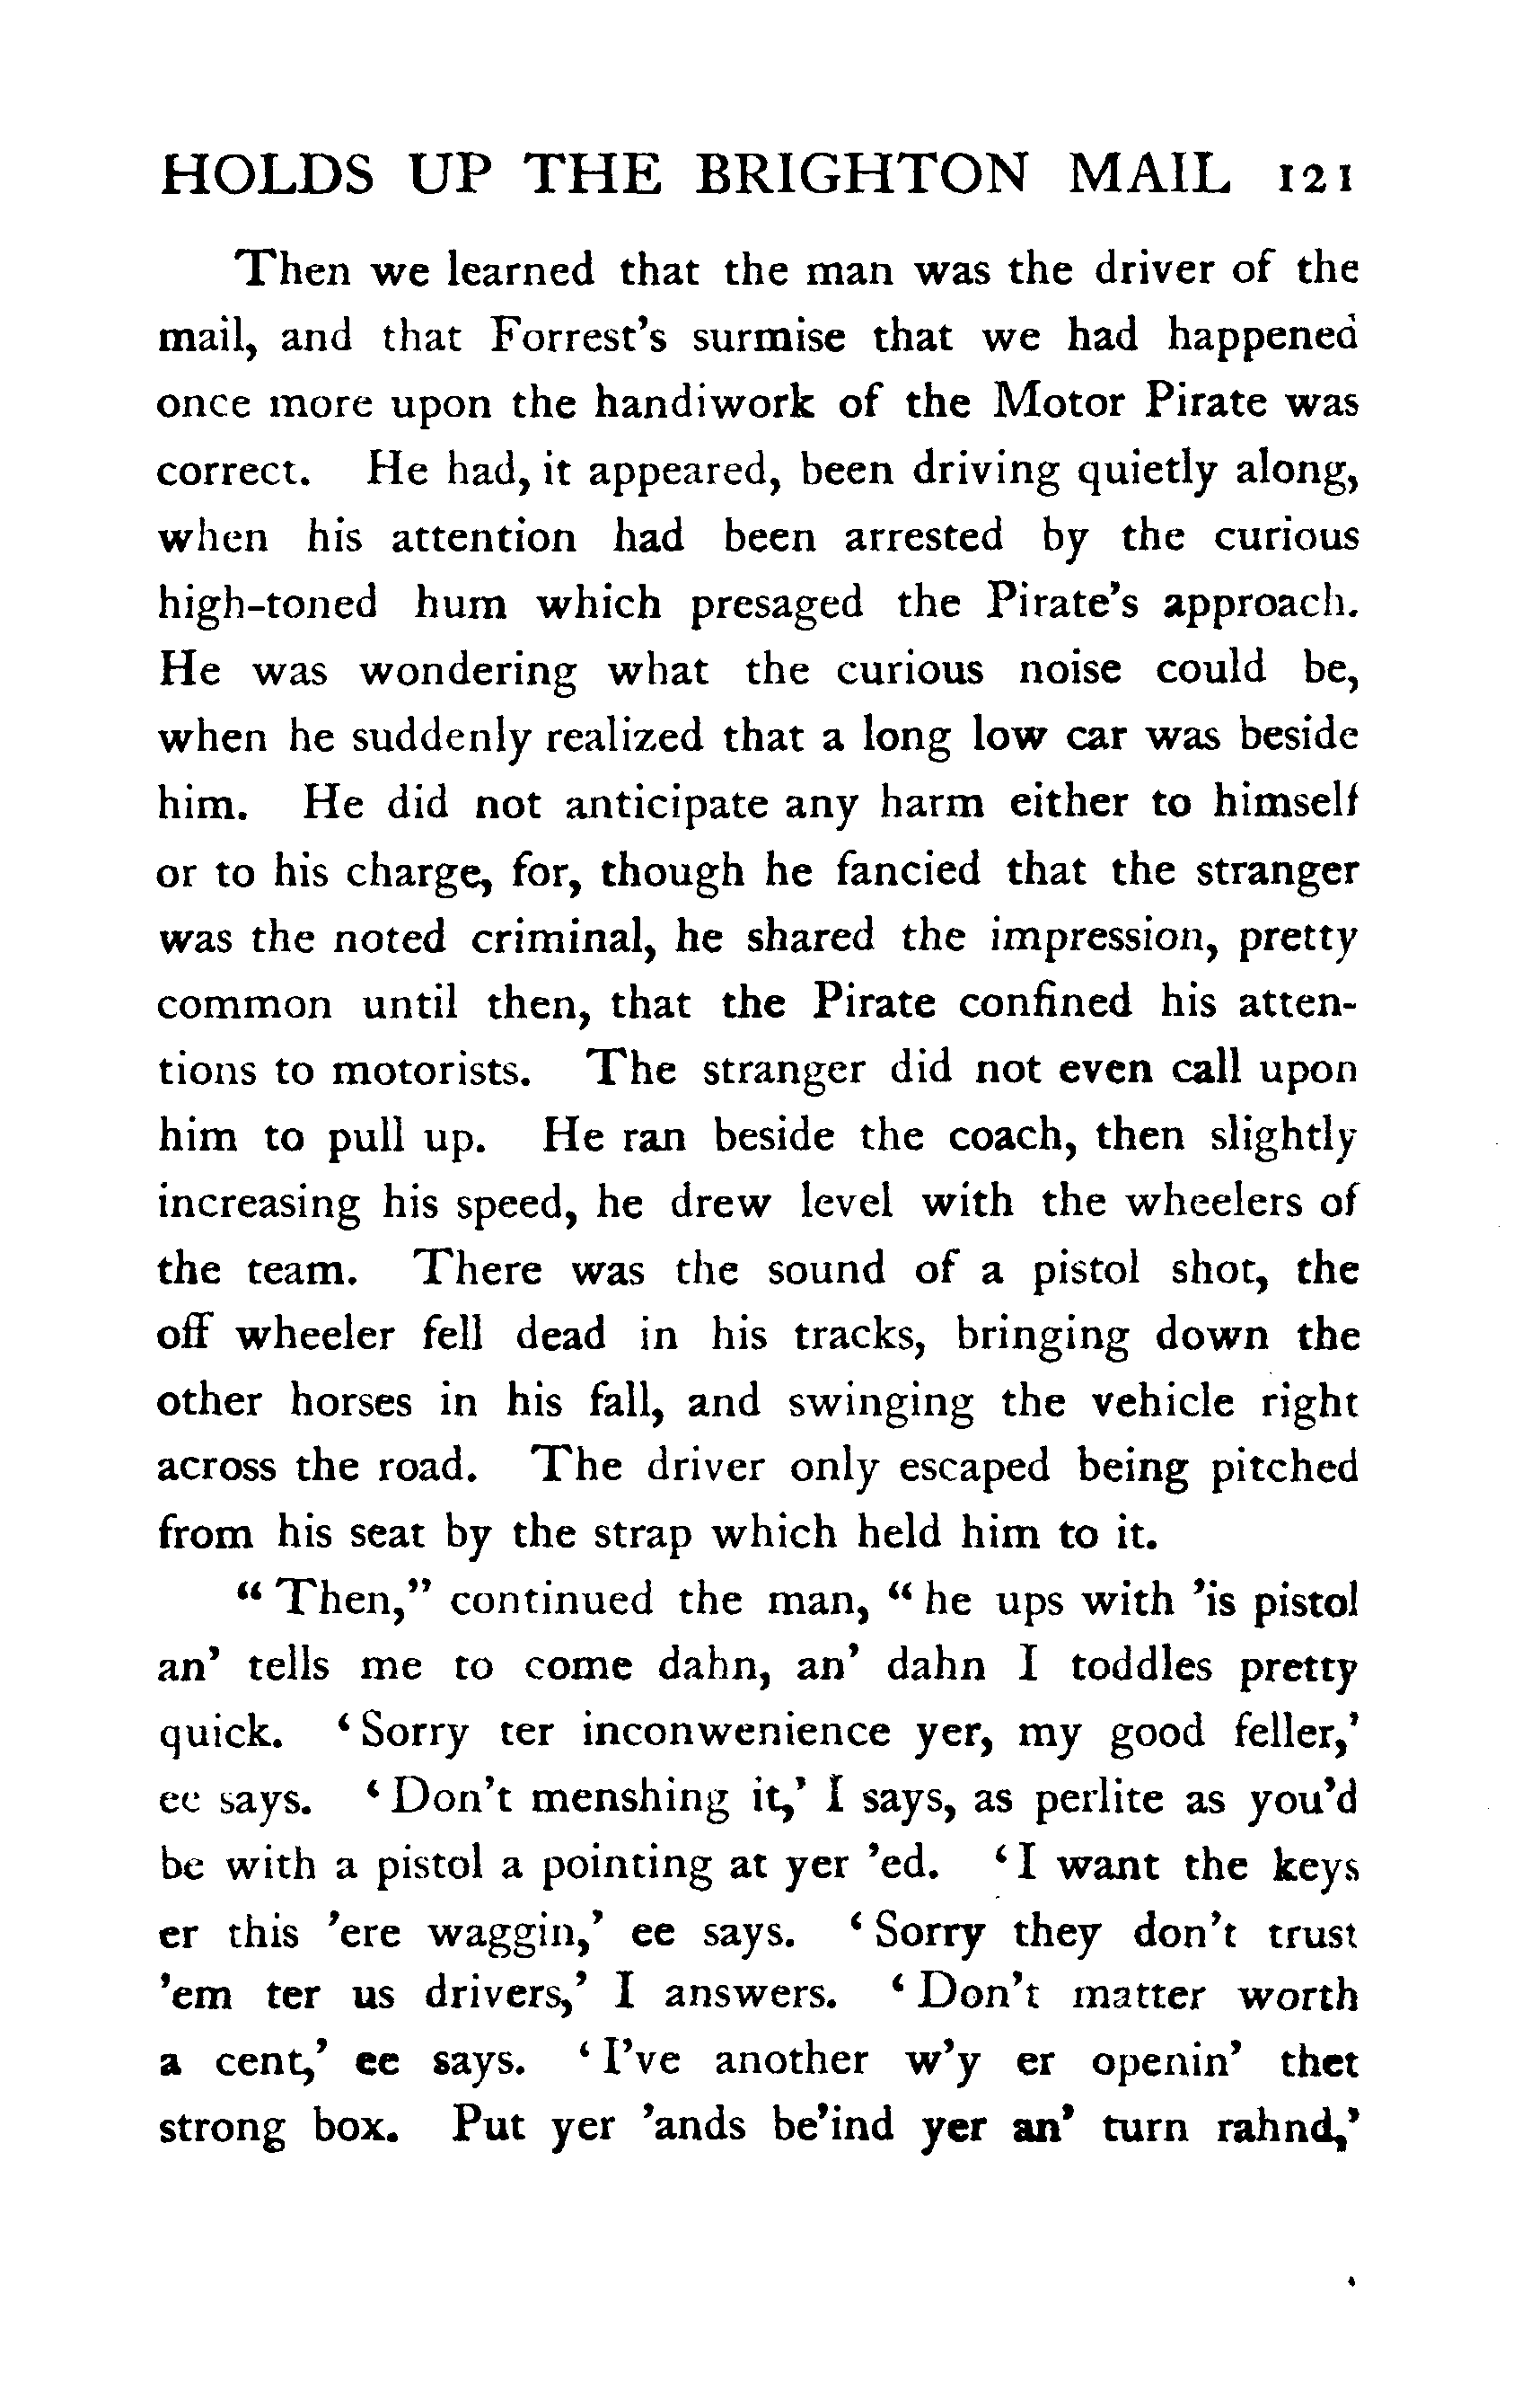 HOLDS UP THE BRIGHTON MAIL 121
Then we learned that the man was the driver of the
mail, and that Forrest's surmise that we had happened
once more upon the handiwork of the Motor Pirate was
correct. He had, it appeared, been driving quietly along,
when his attention had been arrested by the curious
high-toned hum which presaged the Pirate's approach.
He was wondering what the curious noise could be,
when he suddenly realized that a long low car was beside
him. He did not anticipate any harm either to himself
or to his charge, for, though he fancied that the stranger
was the noted criminal, he shared the impression, pretty
common until then, that the Pirate confined his atten-
tions to motorists. The stranger did not even call upon
him to pull up. He ran beside the coach, then slightly
increasing his speed, he drew level with the wheelers of
the team. There was the sound of a pistol shot, the
off wheeler fell dead in his tracks, bringing down the
other horses in his fall, and swinging the vehicle right
across the road. The driver only escaped being pitched
from his seat by the strap which held him to it.
" Then," continued the man, " he ups with 'is pistol
an' tells me to come dahn, an' dahn I toddles pretty
quick. ' Sorry ter inconwenience yer, my good feller,'
ee says. ' Don't menshing it,' I says, as perlite as you'd
be with a pistol a pointing at yer 'ed. ' I want the keys
er this 'ere waggin,' ee says. ' Sorry they don't trust
'em ter us drivers,' I answers. ' Don't matter worth
a cent,' ee says. ' I've another w'y er openin' thet
strong box. Put yer 'ands be'ind yer an' turn rahnd,'